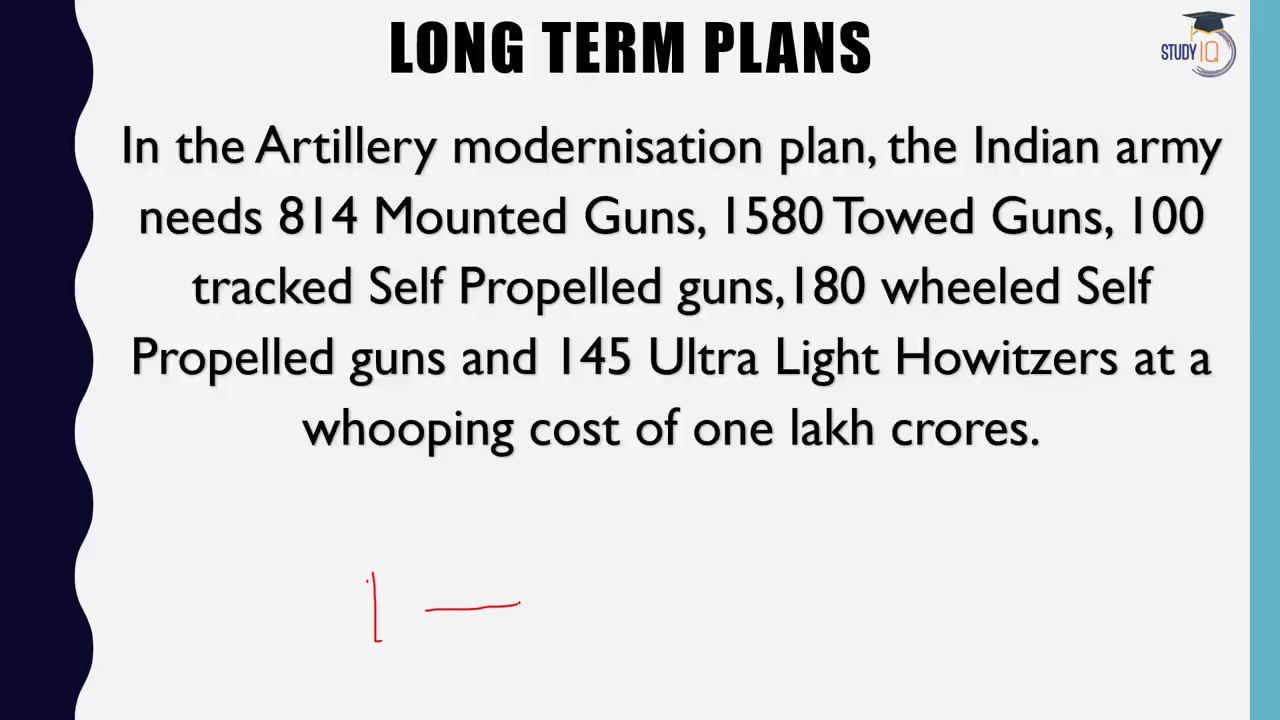 LONG TERM PLANS
STUDY IQ
In the Artillery modernisation plan, the Indian army
needs 814 Mounted Guns, 1580 Towed Guns, 100
tracked Self Propelled guns,180 wheeled Self
Propelled guns and 145 Ultra Light Howitzers at a
whooping cost of one lakh crores.
1 —